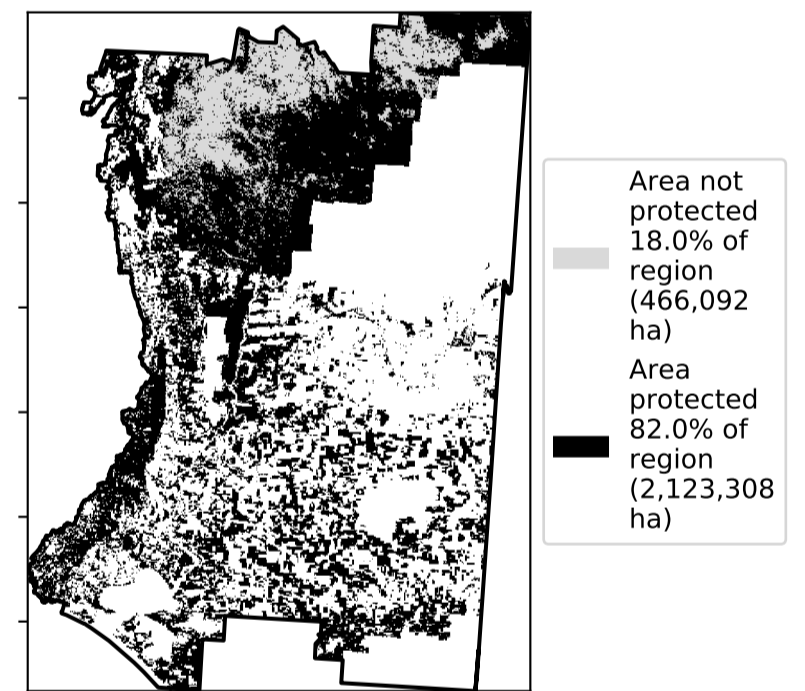 Area not
protected
18.0% of
region
(466,092
ha)
Area
protected
82.0% of
region
(2,123,308
ha)